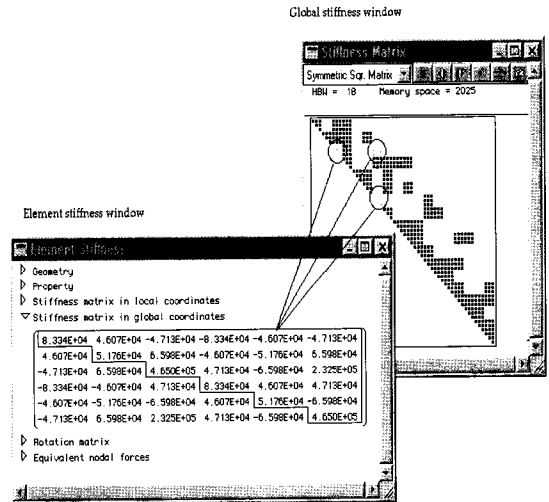 Global stiffness window
Stiffness Matrix
Symmetric Sqr. Matrix
HBW = 18 Memory space = 2025
Element stiffness window
Element Stiffness
Geometry
Property
Stiffness matrix in local coordinates
Stiffness matrix in global coordinates
8.334E+04 4.607E+04 -4.713E+04 -8.334E+04 -4.607E+04 -4.713E+04
4.607E+04 5.176E+04 6.598E+04 -4.607E+04 -5.176E+04 6.598E+04
-4.713E+04 6.598E+04 4.650E+05 4.713E+04 -6.598E+04 2.325E+05
-8.334E+04 -4.607E+04 4.713E+04 8.334E+04 4.607E+04 4.713E+04
-4.607E+04 -5.176E+04 -6.598E+04 4.607E+04 5.176E+04 -6.598E+04
-4.713E+04 6.598E+04 2.325E+05 4.713E+04 -6.598E+04 4.650E+05
Rotation matrix
Equivalent nodal forces